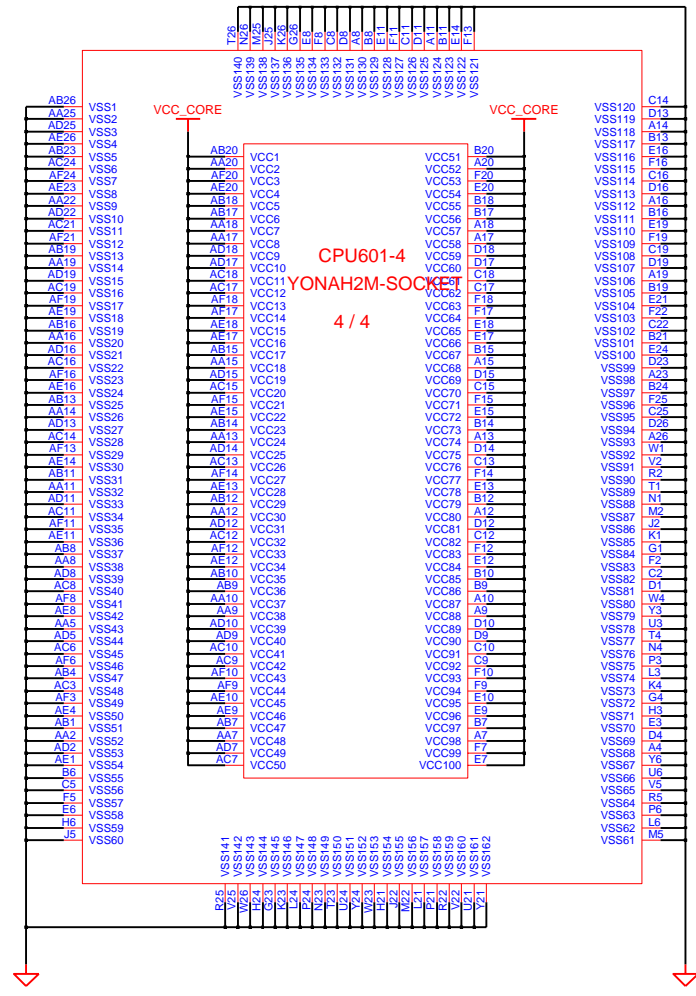 T26 VSS140
N26 VSS139
M25 VSS138
J25 VSS137
K26 VSS136
G26 VSS135
E8 VSS134
F8 VSS133
C8 VSS132
D8 VSS131
A8 VSS130
B8 VSS129
E11 VSS128
F11 VSS127
C11 VSS126
D11 VSS125
A11 VSS124
B11 VSS123
E14 VSS122
F13 VSS121
AB26 VSS1
AA25 VSS2
AD25 VSS3
AE26 VSS4
AB23 VSS5
AC24 VSS6
AF24 VSS7
AE23 VSS8
AA22 VSS9
AD22 VSS10
AC21 VSS11
AF21 VSS12
AB19 VSS13
AA19 VSS14
AD19 VSS15
AC19 VSS16
AF19 VSS17
AE19 VSS18
AB16 VSS19
AA16 VSS20
AD16 VSS21
AC16 VSS22
AF16 VSS23
AE16 VSS24
AB13 VSS25
AA14 VSS26
AD13 VSS27
AC14 VSS28
AF13 VSS29
AE14 VSS30
AB11 VSS31
AA11 VSS32
AD11 VSS33
AC11 VSS34
AF11 VSS35
AE11 VSS36
AB8 VSS37
AA8 VSS38
AD8 VSS39
AC8 VSS40
AF8 VSS41
AE8 VSS42
AA5 VSS43
AD5 VSS44
AC6 VSS45
AF6 VSS46
AB4 VSS47
AC3 VSS48
AF3 VSS49
AE4 VSS50
AB1 VSS51
AA2 VSS52
AD2 VSS53
AE1 VSS54
B6 VSS55
C5 VSS56
F5 VSS57
E6 VSS58
H6 VSS59
J5 VSS60
VCC_CORE
AB20 VCC1
AA20 VCC2
AF20 VCC3
AE20 VCC4
AB18 VCC5
AB17 VCC6
AA18 VCC7
AA17 VCC8
AD18 VCC9
AD17 VCC10
AC18 VCC11
AC17 VCC12
AF18 VCC13
AF17 VCC14
AE18 VCC15
AE17 VCC16
AB15 VCC17
AA15 VCC18
AD15 VCC19
AC15 VCC20
AF15 VCC21
AE15 VCC22
AB14 VCC23
AA13 VCC24
AD14 VCC25
AC13 VCC26
AF14 VCC27
AE13 VCC28
AB12 VCC29
AA12 VCC30
AD12 VCC31
AC12 VCC32
AF12 VCC33
AE12 VCC34
AB10 VCC35
AB9 VCC36
AA10 VCC37
AA9 VCC38
AD10 VCC39
AD9 VCC40
AC10 VCC41
AC9 VCC42
AF10 VCC43
AF9 VCC44
AE10 VCC45
AE9 VCC46
AB7 VCC47
AA7 VCC48
AD7 VCC49
AC7 VCC50
CPU601-4
YONAH2M-SOCKET
4 / 4
VCC_CORE
VCC51 B20
VCC52 A20
VCC53 F20
VCC54 E20
VCC55 B18
VCC56 B17
VCC57 A18
VCC58 A17
VCC59 D18
VCC60 D17
VCC61 C18
VCC62 C17
VCC63 F18
VCC64 F17
VCC65 E18
VCC66 E17
VCC67 B15
VCC68 A15
VCC69 D15
VCC70 C15
VCC71 F15
VCC72 E15
VCC73 B14
VCC74 A13
VCC75 D14
VCC76 C13
VCC77 F14
VCC78 E13
VCC79 B12
VCC80 A12
VCC81 D12
VCC82 C12
VCC83 F12
VCC84 E12
VCC85 B10
VCC86 B9
VCC87 A10
VCC88 A9
VCC89 D10
VCC90 D9
VCC91 C10
VCC92 C9
VCC93 F10
VCC94 F9
VCC95 E10
VCC96 E9
VCC97 B7
VCC98 A7
VCC99 F7
VCC100 E7
VSS120 C14
VSS119 D13
VSS118 A14
VSS117 B13
VSS116 E16
VSS115 F16
VSS114 C16
VSS113 D16
VSS112 A16
VSS111 B16
VSS110 E19
VSS109 F19
VSS108 C19
VSS107 D19
VSS106 A19
VSS105 B19
VSS104 E21
VSS103 F22
VSS102 C22
VSS101 B21
VSS100 E24
VSS99 D23
VSS98 A23
VSS97 B24
VSS96 F25
VSS95 C25
VSS94 D26
VSS93 A26
VSS92 W1
VSS91 V2
VSS90 R2
VSS89 T1
VSS88 N1
VSS87 M2
VSS86 J2
VSS85 K1
VSS84 G1
VSS83 F2
VSS82 C2
VSS81 D1
VSS80 W4
VSS79 Y3
VSS78 U3
VSS77 T4
VSS76 N4
VSS75 P3
VSS74 L3
VSS73 K4
VSS72 G4
VSS71 H3
VSS70 E3
VSS69 D4
VSS68 A4
VSS67 Y6
VSS66 U6
VSS65 V5
VSS64 R5
VSS63 P6
VSS62 L6
VSS61 M5
VSS141 R25
VSS142 V25
VSS143 W26
VSS144 H24
VSS145 G23
VSS146 K23
VSS147 L24
VSS148 P24
VSS149 N23
VSS150 T23
VSS151 U24
VSS152 Y24
VSS153 W23
VSS154 H21
VSS155 J22
VSS156 M22
VSS157 L21
VSS158 P21
VSS159 R22
VSS160 V22
VSS161 U21
VSS162 Y21